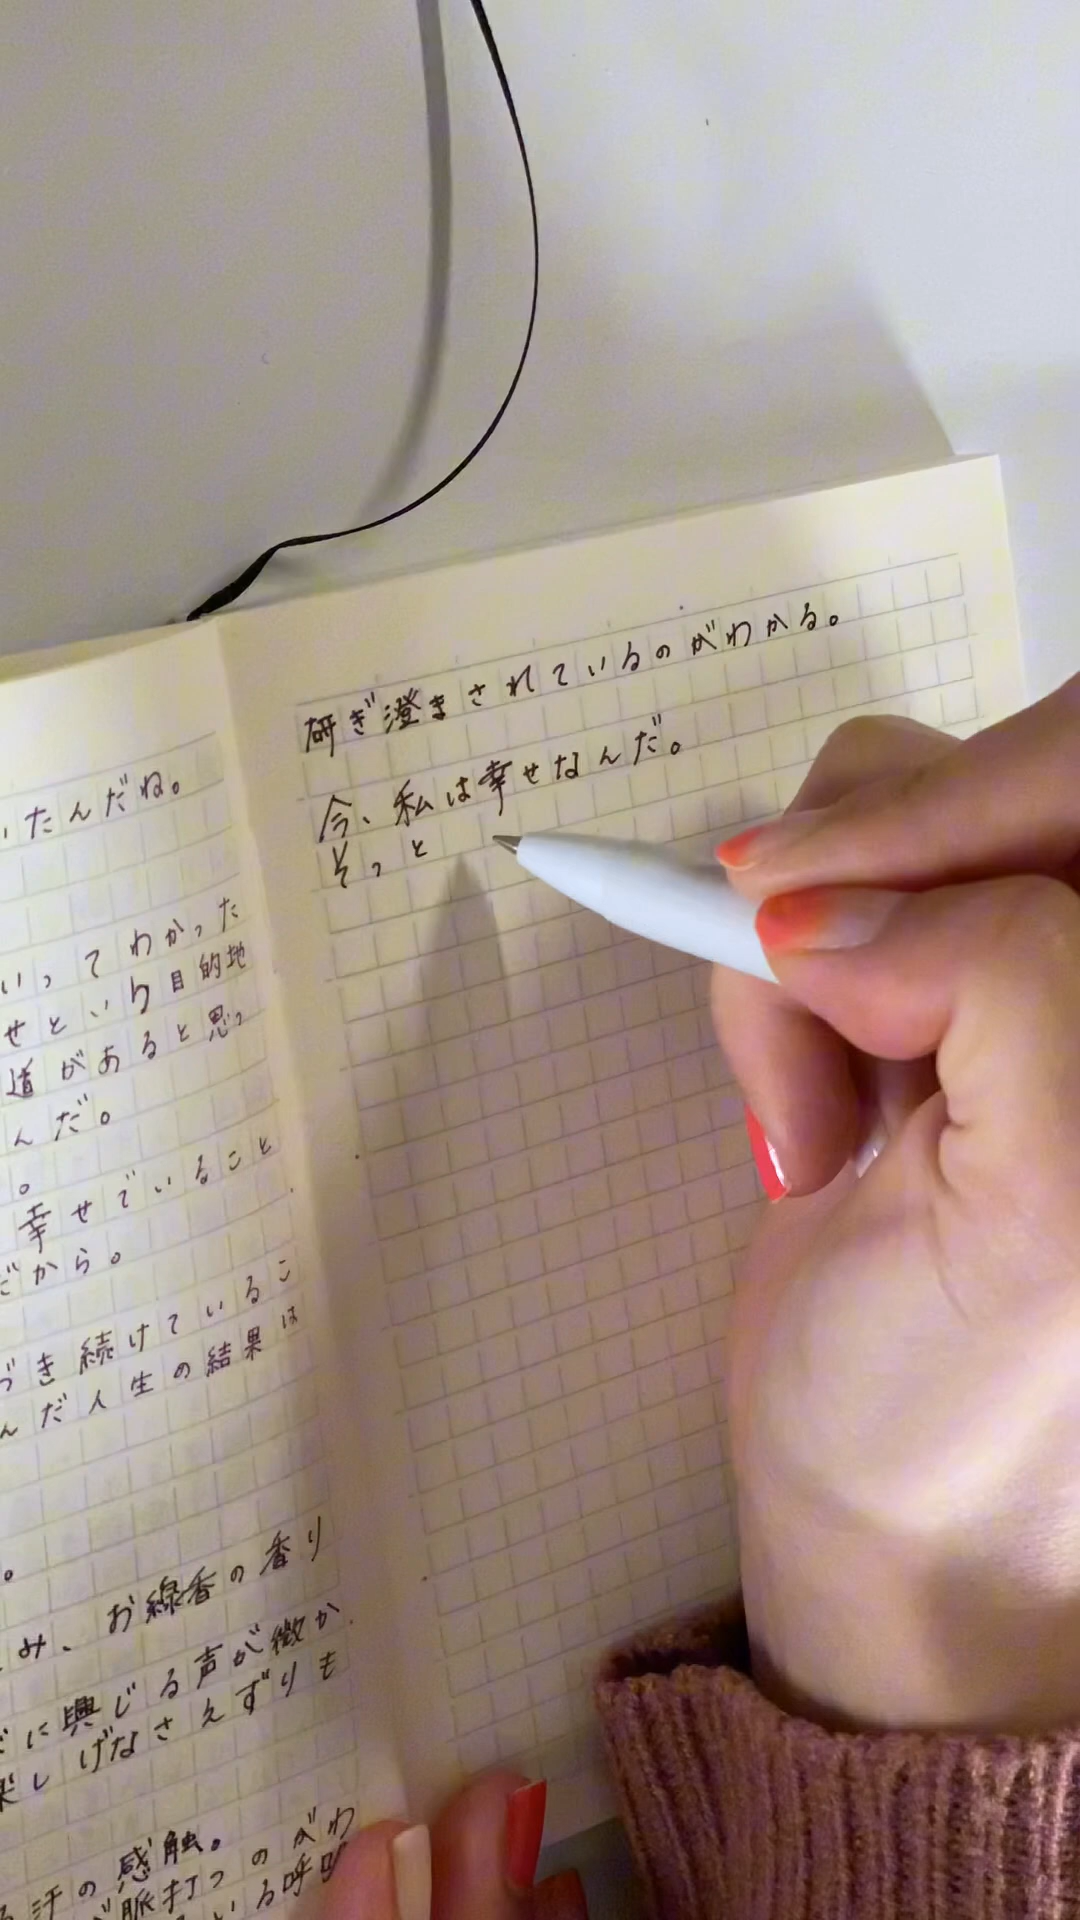 いたんだね。
いってわかった
せという目的地
道があると思っ
んだ。
。
幸せでいること
だから。
づき続けているこ
んだ人生の結果は
。
み、お線香の香り
に興じる声が微か
楽しげなさえずりも
る汗の感触。
脈打つのがわ
いる呼吸
研ぎ澄まされているのがわかる。
今、私は幸せなんだ。
そっと